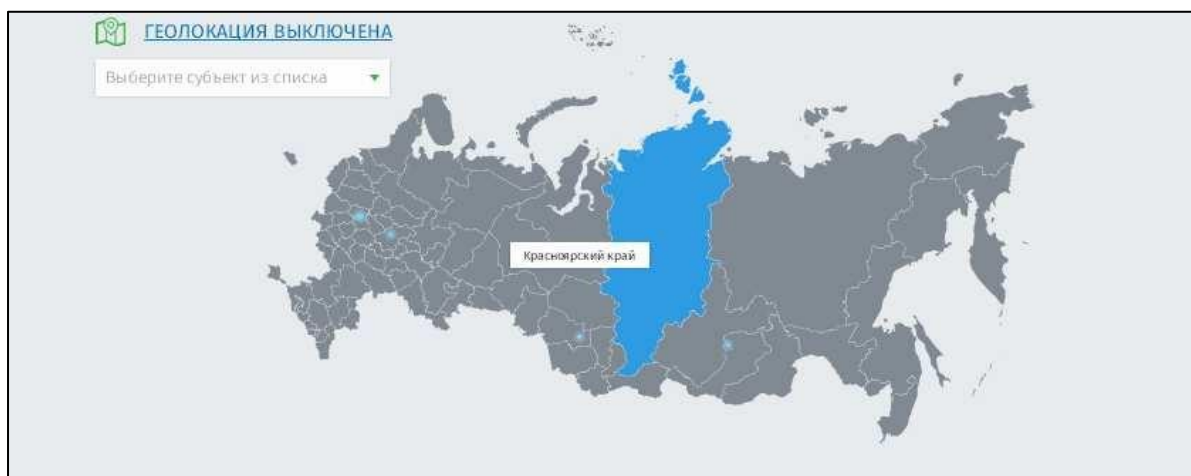 ГЕОЛОКАЦИЯ ВЫКЛЮЧЕНА
Выберите субъект из списка
Красноярский край